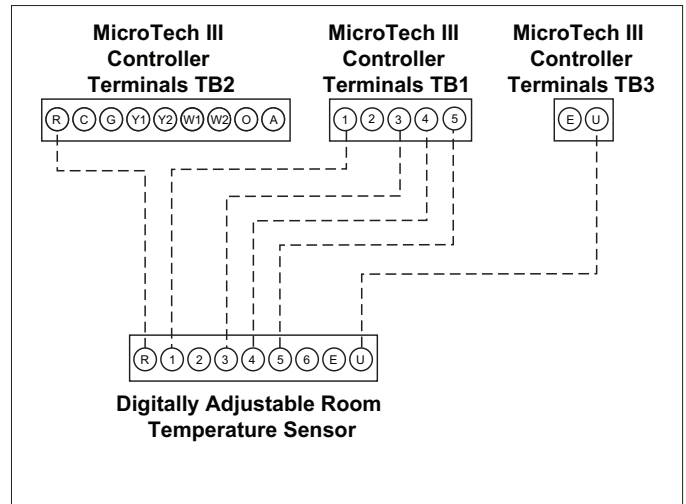 MicroTech III
Controller
Terminals TB2
MicroTech III
Controller
Terminals TB1
MicroTech III
Controller
Terminals TB3
R C G Y1 Y2 W1 W2 O A
1 2 3 4 5
E U
R 1 2 3 4 5 6 E U
Digitally Adjustable Room
Temperature Sensor